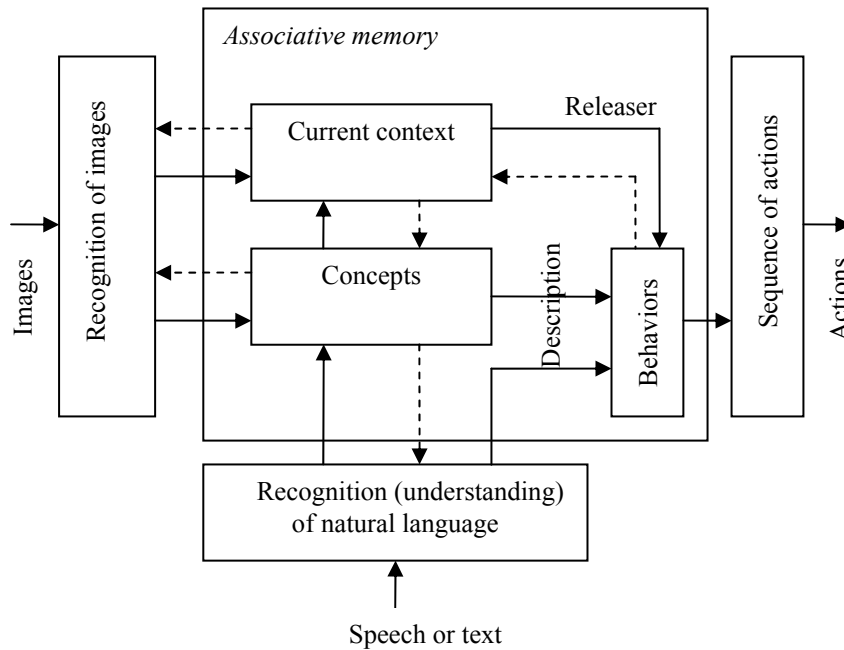 Associative memory
Images
Recognition of images
Current context
Releaser
Concepts
Description
Behaviors
Sequence of actions
Actions
Recognition (understanding)
of natural language
Speech or text